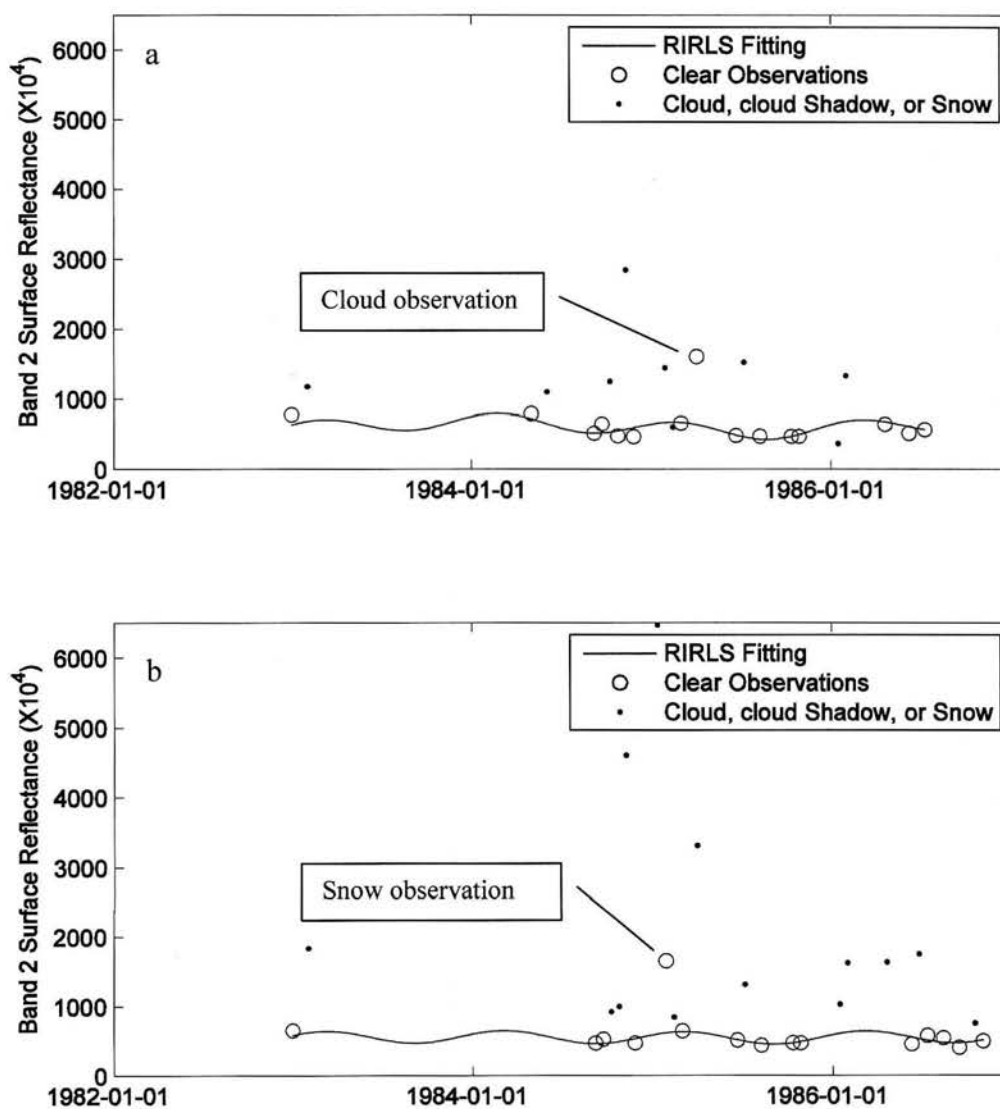 a
RIRLS Fitting
Clear Observations
Cloud, cloud Shadow, or Snow
Band 2 Surface Reflectance (X10⁴)
6000
5000
4000
3000
2000
1000
0
Cloud observation
1982-01-01
1984-01-01
1986-01-01
b
RIRLS Fitting
Clear Observations
Cloud, cloud Shadow, or Snow
Band 2 Surface Reflectance (X10⁴)
6000
5000
4000
3000
2000
1000
0
Snow observation
1982-01-01
1984-01-01
1986-01-01